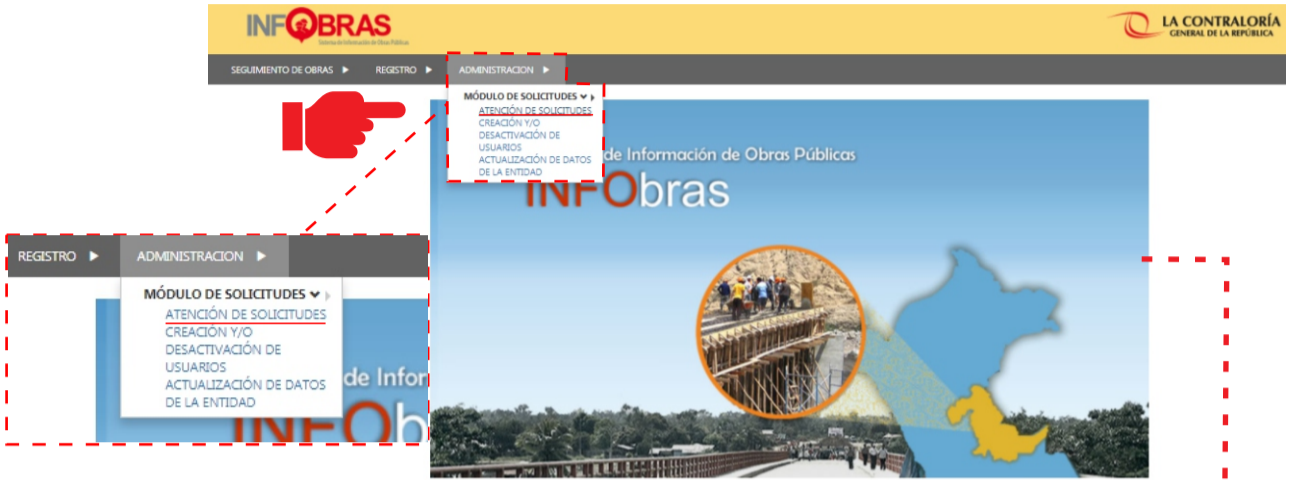 INFOBRAS
Sistema de Información de Obras Públicas
LA CONTRALORÍA
GENERAL DE LA REPÚBLICA
SEGUIMIENTO DE OBRAS
REGISTRO
ADMINISTRACION
MÓDULO DE SOLICITUDES
ATENCIÓN DE SOLICITUDES
CREACIÓN Y/O
DESACTIVACIÓN DE
USUARIOS
ACTUALIZACIÓN DE DATOS
DE LA ENTIDAD
de Información de Obras Públicas
INFObras
REGISTRO
ADMINISTRACION
MÓDULO DE SOLICITUDES
ATENCIÓN DE SOLICITUDES
CREACIÓN Y/O
DESACTIVACIÓN DE
USUARIOS
ACTUALIZACIÓN DE DATOS
DE LA ENTIDAD
de Infor
INFOb